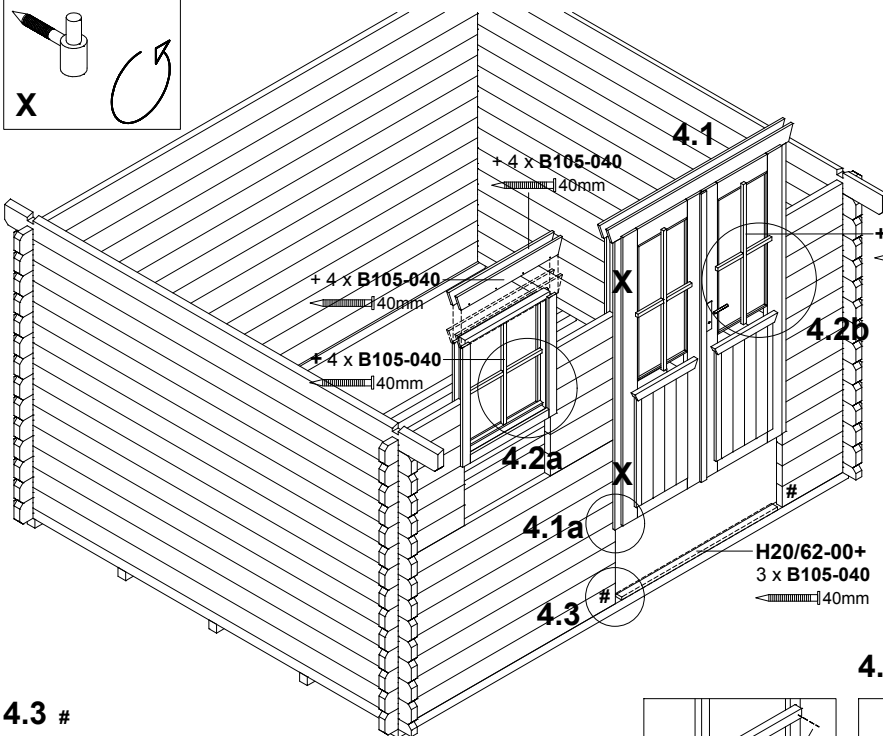 X
4.1
+ 4 x B105-040
40mm
+
+ 4 x B105-040
40mm
X
4.2b
+ 4 x B105-040
40mm
4.2a
X
#
4.1a
H20/62-00+
3 x B105-040
40mm
#
4.3
4.
4.3 #